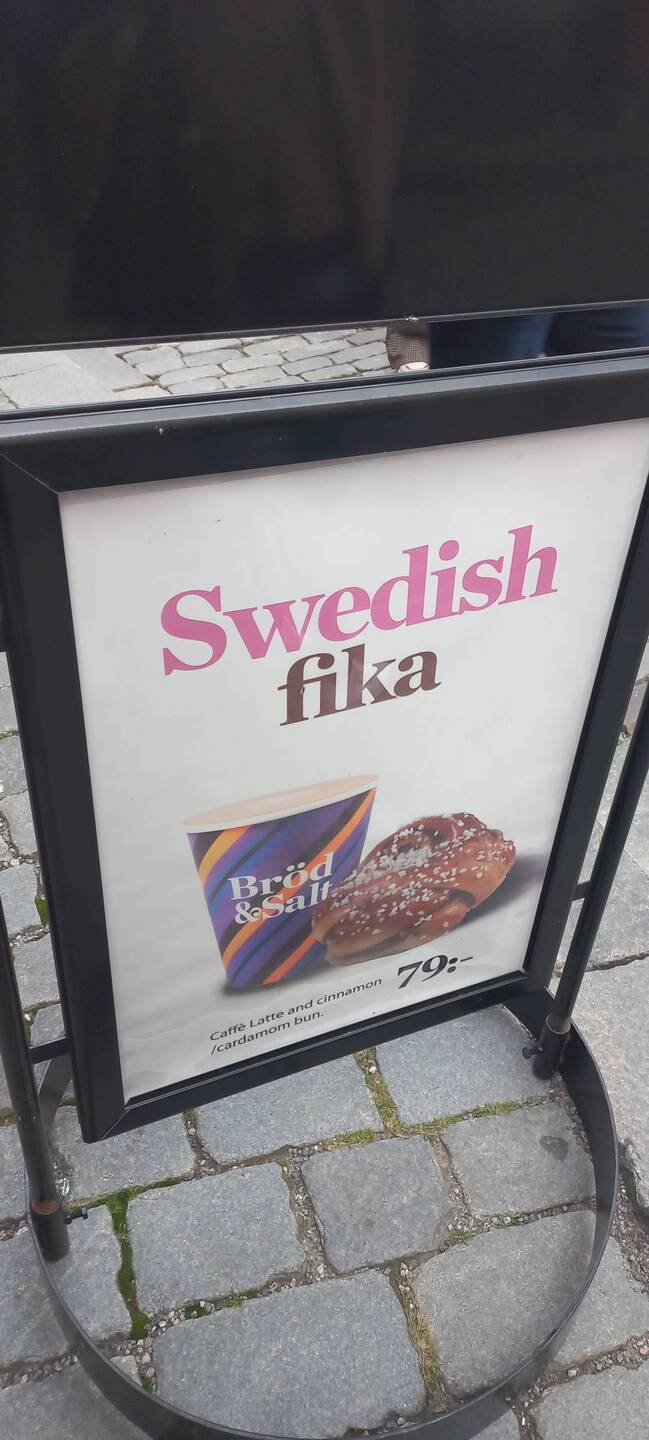 Swedish
fika
Bröd
&Salt
Caffè Latte and cinnamon
/cardamom bun.
79:-